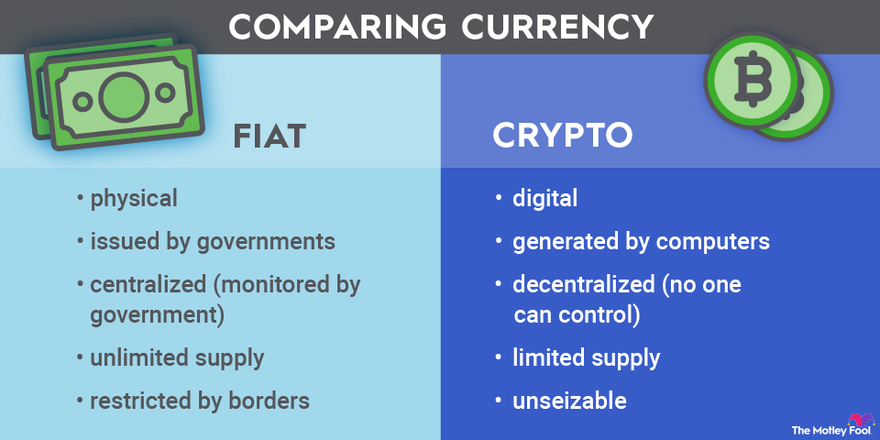 COMPARING CURRENCY
FIAT
• physical
• issued by governments
• centralized (monitored by
government)
• unlimited supply
• restricted by borders
CRYPTO
• digital
• generated by computers
• decentralized (no one
can control)
• limited supply
• unseizable
The Motley Fool